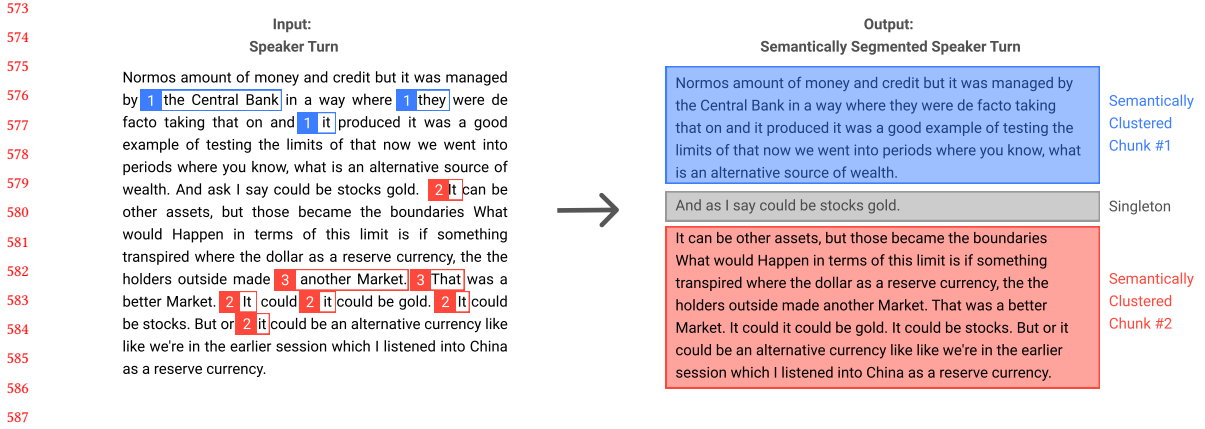 573
574
575
576
577
578
579
580
581
582
583
584
585
586
587
Input:
Speaker Turn
Normos amount of money and credit but it was managed
by 1 the Central Bank in a way where 1 they were de
facto taking that on and 1 it produced it was a good
example of testing the limits of that now we went into
periods where you know, what is an alternative source of
wealth. And ask I say could be stocks gold. 2 It can be
other assets, but those became the boundaries What
would Happen in terms of this limit is if something
transpired where the dollar as a reserve currency, the the
holders outside made 3 another Market. 3 That was a
better Market. 2 It could 2 it could be gold. 2 It could
be stocks. But or 2 it could be an alternative currency like
like we're in the earlier session which I listened into China
as a reserve currency.
Output:
Semantically Segmented Speaker Turn
Normos amount of money and credit but it was managed by
the Central Bank in a way where they were de facto taking
that on and it produced it was a good example of testing the
limits of that now we went into periods where you know, what
is an alternative source of wealth.
Semantically
Clustered
Chunk #1
And as I say could be stocks gold.
Singleton
It can be other assets, but those became the boundaries
What would Happen in terms of this limit is if something
transpired where the dollar as a reserve currency, the the
holders outside made another Market. That was a better
Market. It could it could be gold. It could be stocks. But or it
could be an alternative currency like like we're in the earlier
session which I listened into China as a reserve currency.
Semantically
Clustered
Chunk #2